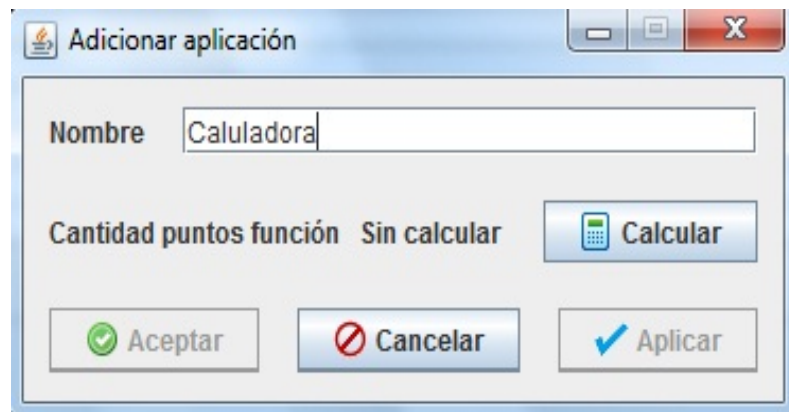 Adicionar aplicación
Nombre Caluladora
Cantidad puntos función Sin calcular Calcular
Aceptar Cancelar Aplicar